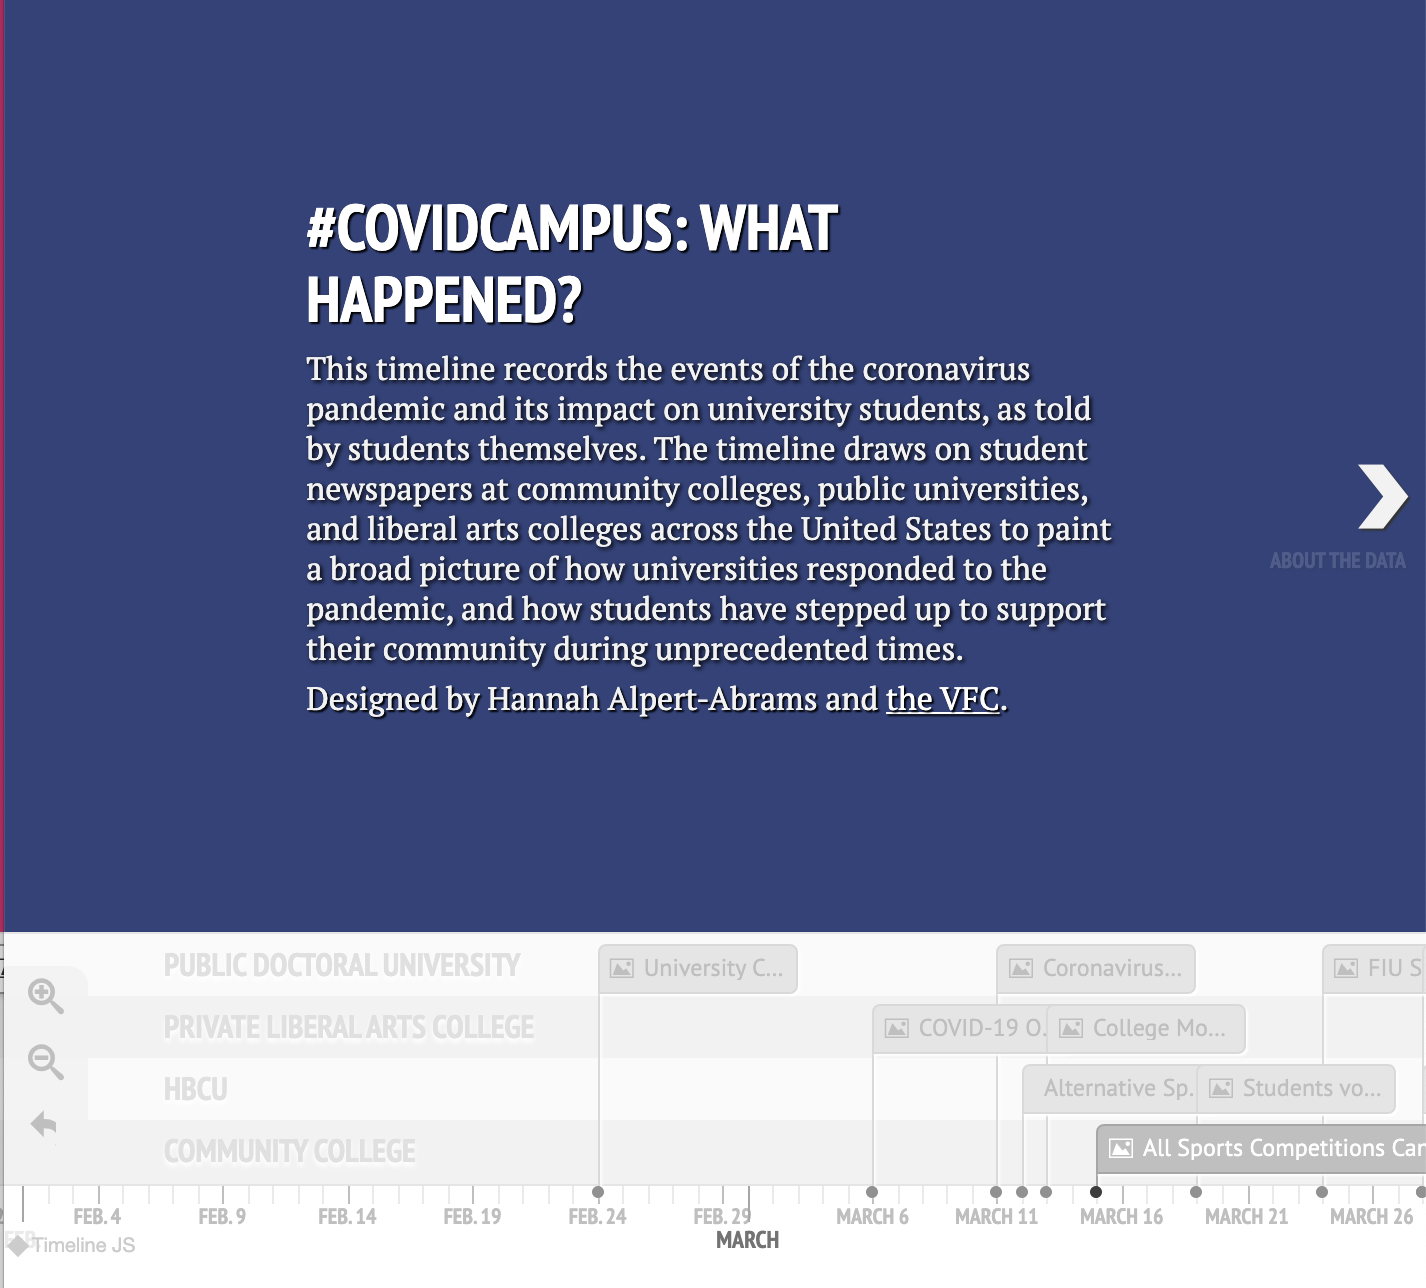 #COVIDCAMPUS: WHAT
HAPPENED?
This timeline records the events of the coronavirus
pandemic and its impact on university students, as told
by students themselves. The timeline draws on student
newspapers at community colleges, public universities,
and liberal arts colleges across the United States to paint
a broad picture of how universities responded to the
pandemic, and how students have stepped up to support
their community during unprecedented times.
Designed by Hannah Alpert-Abrams and the VFC.
ABOUT THE DATA
PUBLIC DOCTORAL UNIVERSITY
University C...
Coronavirus...
FIU S
PRIVATE LIBERAL ARTS COLLEGE
COVID-19 O.
College Mo...
HBCU
Alternative Sp.
Students vo...
COMMUNITY COLLEGE
All Sports Competitions Can
FEB. 4
FEB. 9
FEB. 14
FEB. 19
FEB. 24
FEB. 29
MARCH 6
MARCH 11
MARCH 16
MARCH 21
MARCH 26
FEB
MARCH
Timeline JS